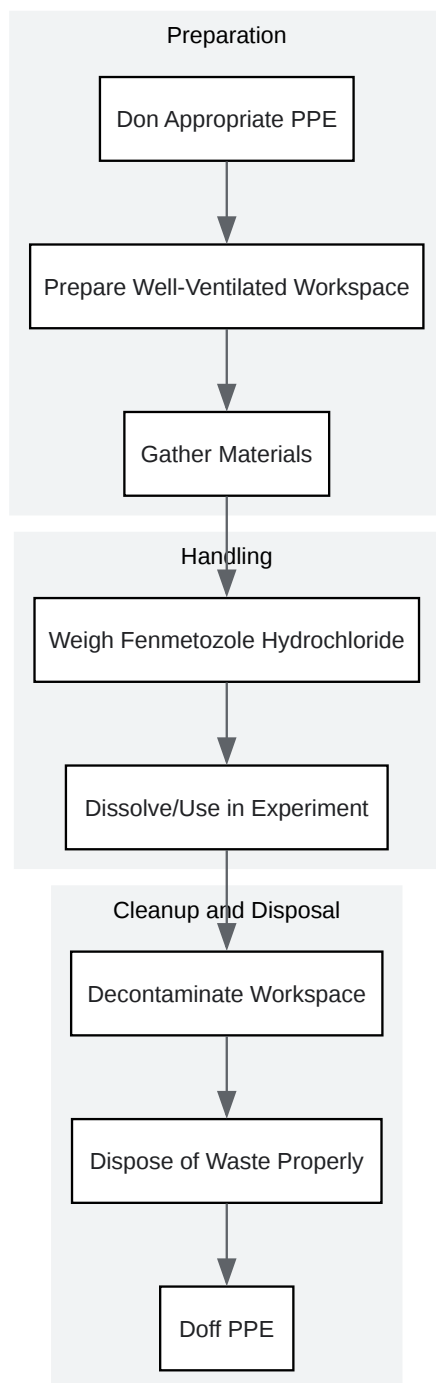 Preparation
Don Appropriate PPE
Prepare Well-Ventilated Workspace
Gather Materials
Handling
Weigh Fenmetozole Hydrochloride
Dissolve/Use in Experiment
Cleanup and Disposal
Decontaminate Workspace
Dispose of Waste Properly
Doff PPE